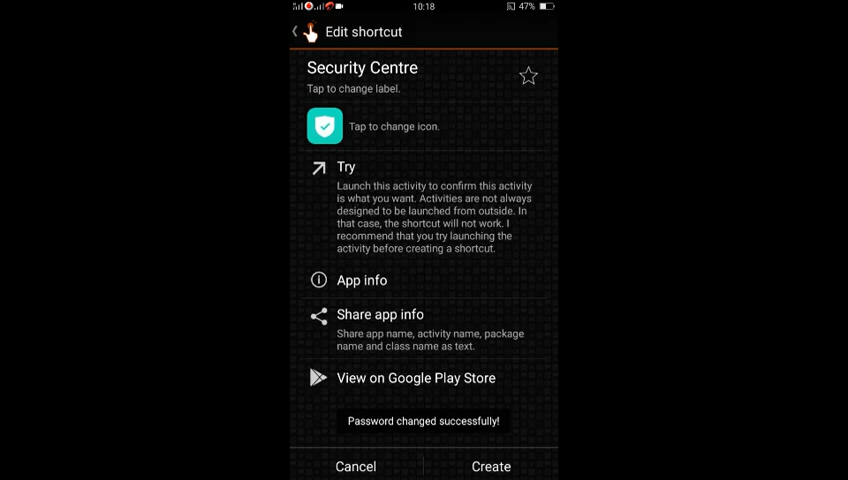 10:18
47%
Edit shortcut
Security Centre
Tap to change label.
Tap to change icon.
Try
Launch this activity to confirm this activity
is what you want. Activities are not always
designed to be launched from outside. In
that case, the shortcut will not work. I
recommend that you try launching the
activity before creating a shortcut.
App info
Share app info
Share app name, activity name, package
name and class name as text.
View on Google Play Store
Password changed successfully!
Cancel
Create